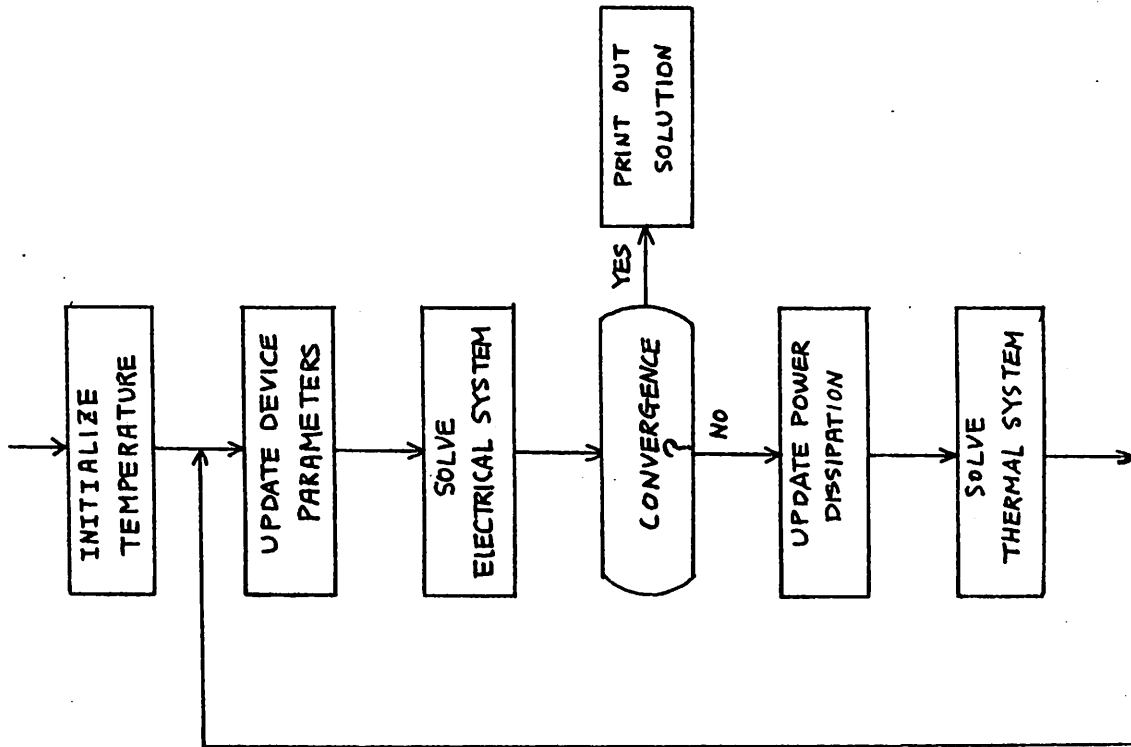 INITIALIZE
TEMPERATURE
UPDATE DEVICE
PARAMETERS
SOLVE
ELECTRICAL SYSTEM
CONVERGENCE
?
YES
PRINT OUT
SOLUTION
NO
UPDATE POWER
DISSIPATION
SOLVE
THERMAL SYSTEM